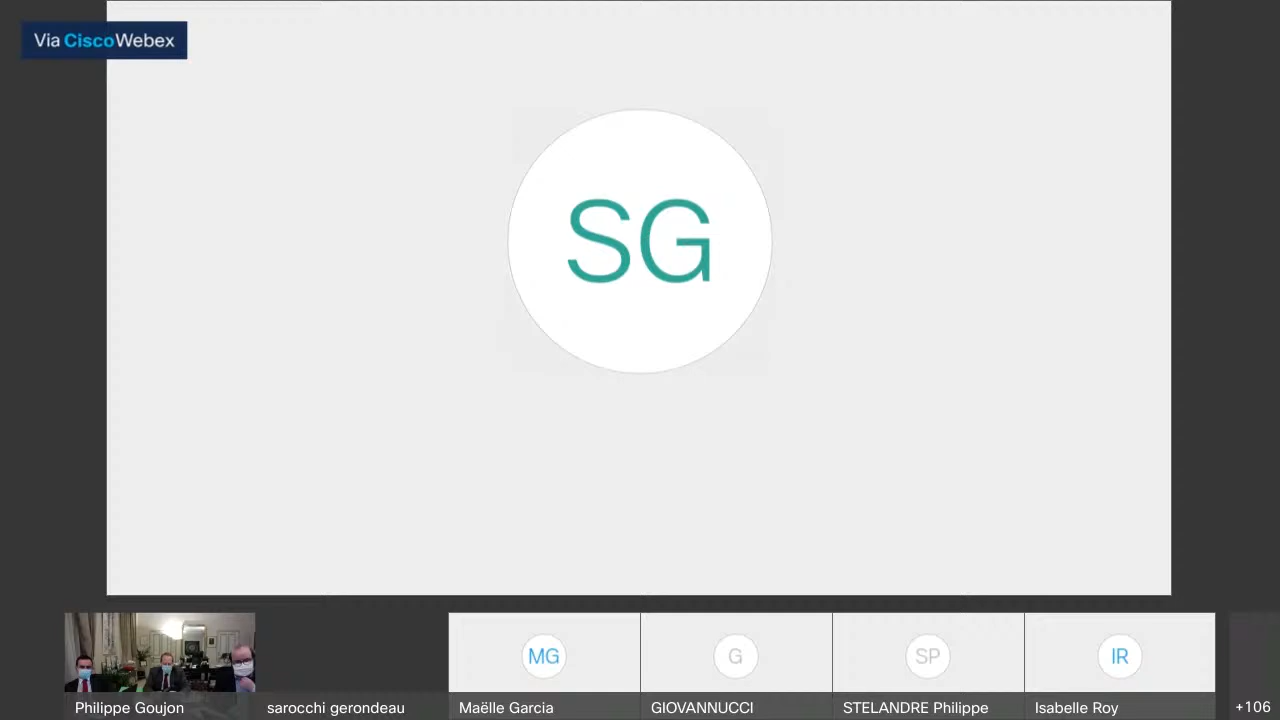 Via CiscoWebex
SG
MG
G
SP
IR
Philippe Goujon
sarocchi gerondeau
Maëlle Garcia
GIOVANNUCCI
STELANDRE Philippe
Isabelle Roy
+106